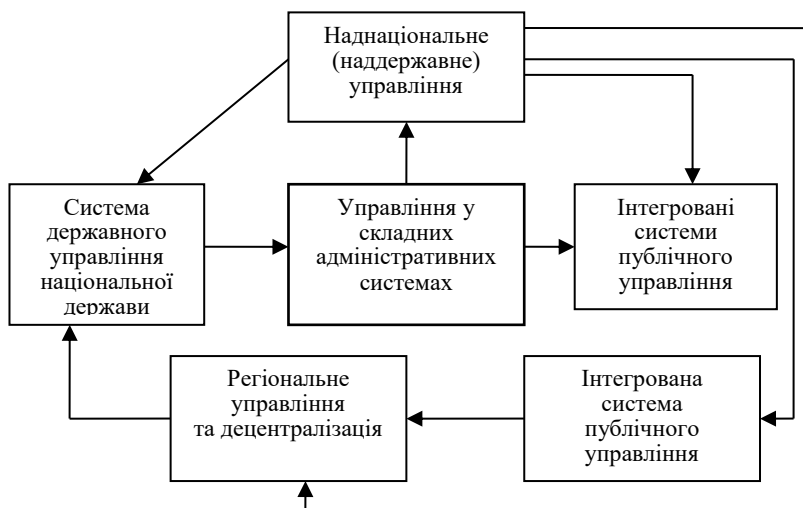 Наднаціональне
(наддержавне)
управління
Система
державного
управління
національної
держави
Управління у
складних
адміністративних
системах
Інтегровані
системи
публічного
управління
Регіональне
управління
та децентралізація
Інтегрована
система
публічного
управління